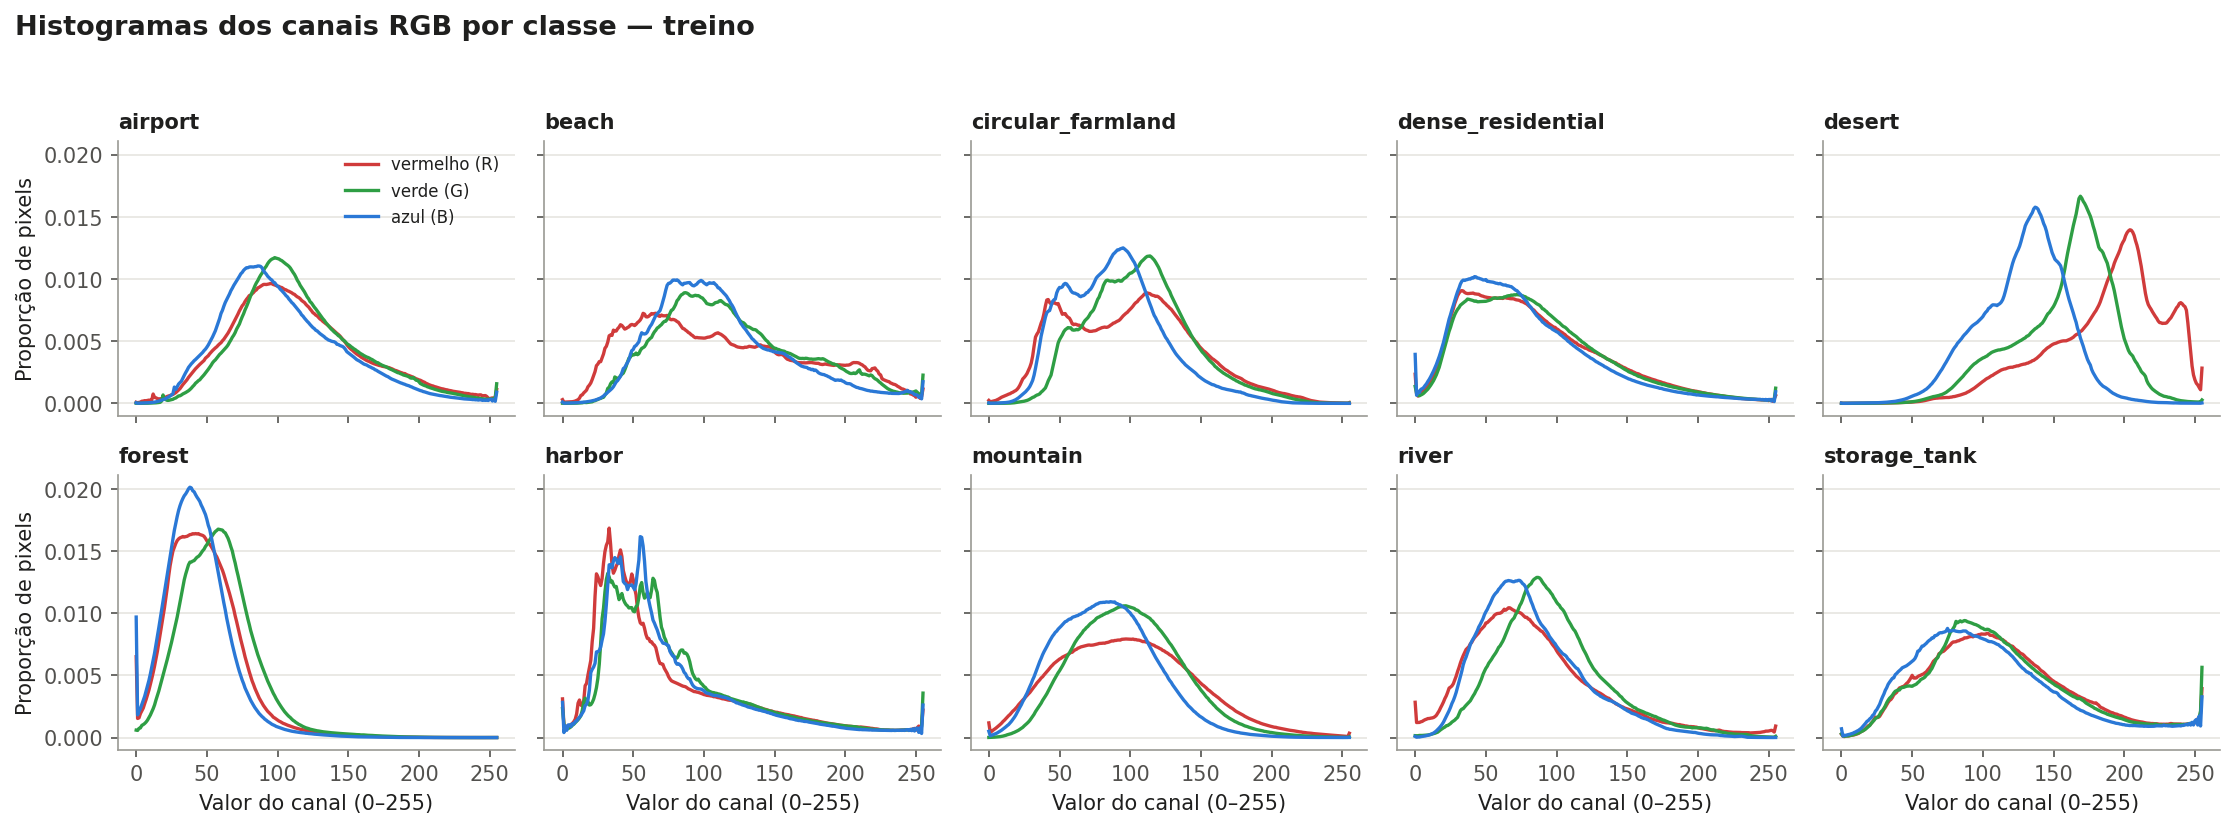 Histogramas dos canais RGB por classe — treino
airport
beach
circular_farmland
dense_residential
desert
Proporção de pixels
0.020
0.015
0.010
0.005
0.000
vermelho (R)
verde (G)
azul (B)
forest
harbor
mountain
river
storage_tank
Proporção de pixels
0.020
0.015
0.010
0.005
0.000
0 50 100 150 200 250
0 50 100 150 200 250
0 50 100 150 200 250
0 50 100 150 200 250
0 50 100 150 200 250
Valor do canal (0–255)
Valor do canal (0–255)
Valor do canal (0–255)
Valor do canal (0–255)
Valor do canal (0–255)